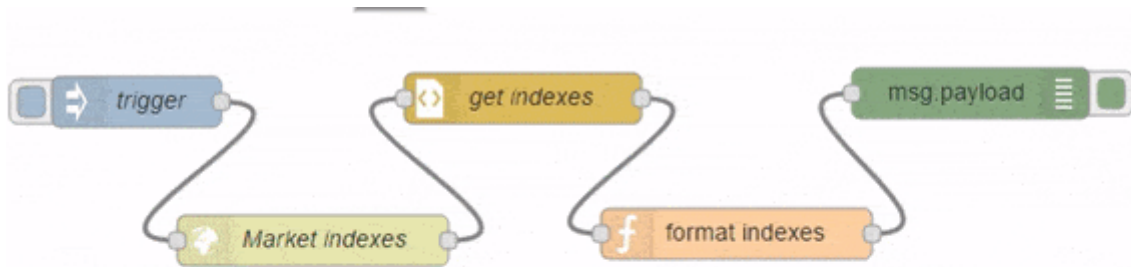 trigger
Market indexes
get indexes
format indexes
msg.payload